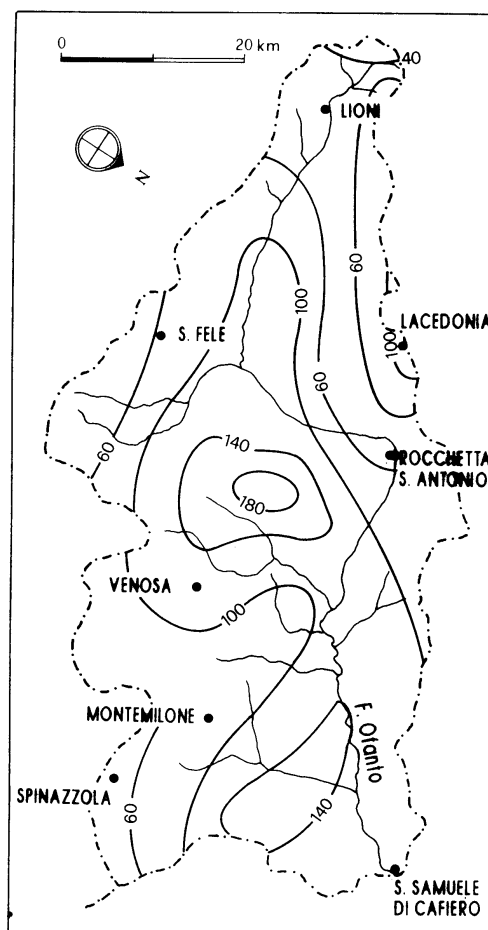 0 20 km
40
LIONI
N
60
100
LACEDONIA
100
S. FELE
60
60
140
ROCCHETTA
S. ANTONIO
180
VENOSA
100
F. Ofanto
MONTEMILONE
SPINAZZOLA
60
140
S. SAMUELE
DI CAFIERO